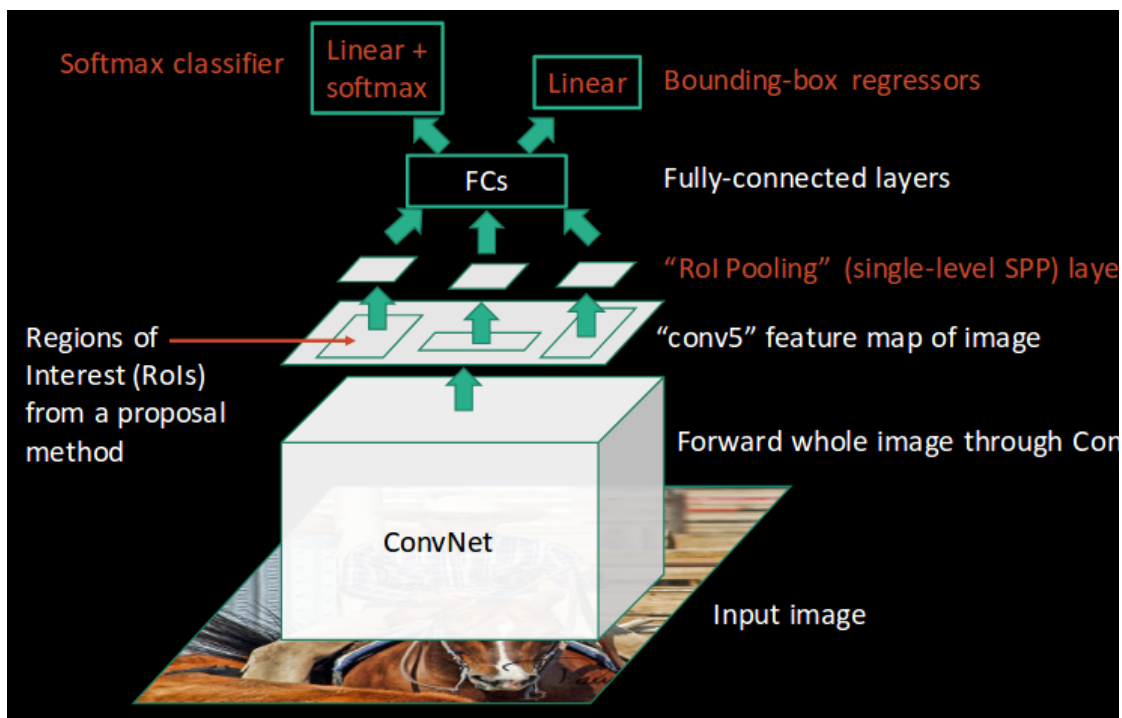 Softmax classifier
Linear +
softmax
Linear
Bounding-box regressors
FCs
Fully-connected layers
“RoI Pooling” (single-level SPP) laye
Regions of
Interest (RoIs)
from a proposal
method
“conv5” feature map of image
Forward whole image through Con
ConvNet
Input image